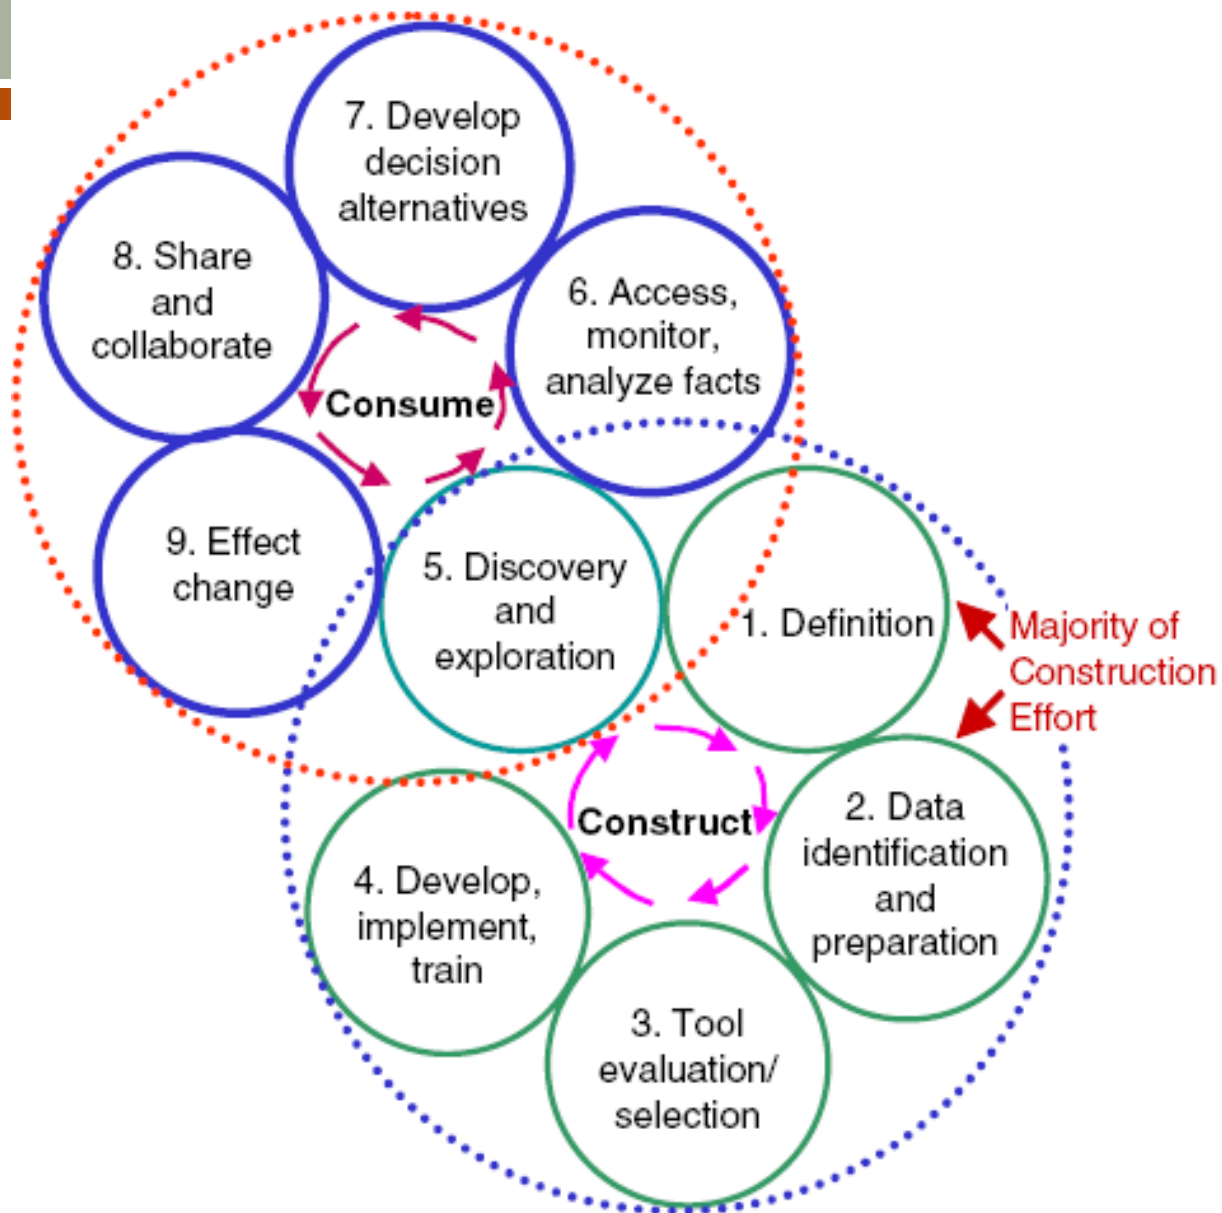 7. Develop
decision
alternatives
8. Share
and
collaborate
6. Access,
monitor,
analyze facts
Consume
9. Effect
change
5. Discovery
and
exploration
1. Definition
Majority of
Construction
Effort
Construct
2. Data
identification
and
preparation
4. Develop,
implement,
train
3. Tool
evaluation/
selection